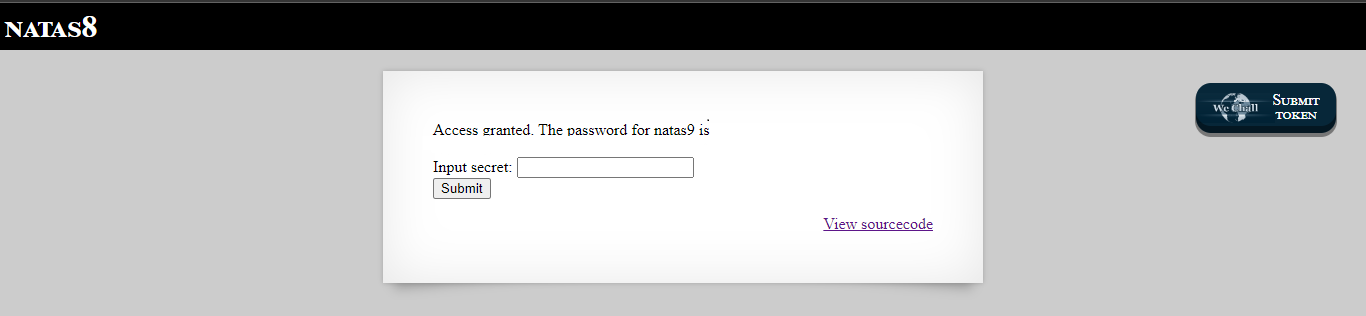 NATAS8
Access granted. The password for natas9 is
We Chall
SUBMIT
TOKEN
Input secret:
Submit
View sourcecode